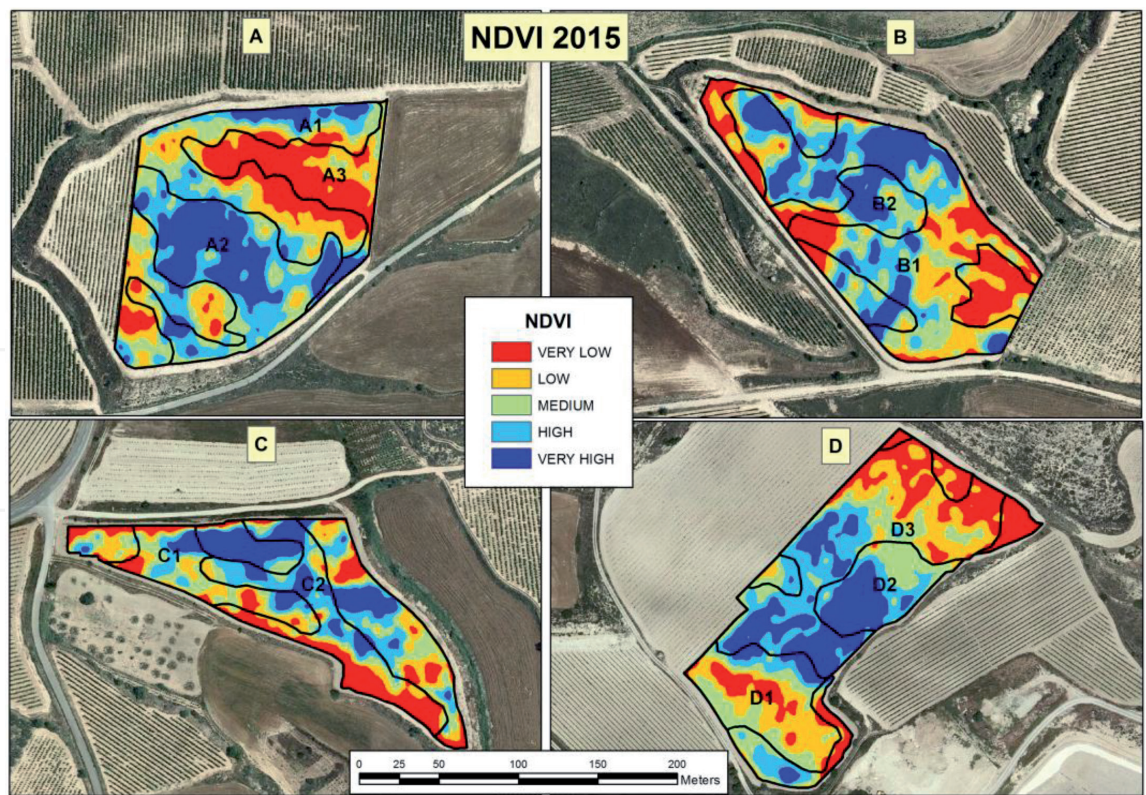 NDVI 2015
A
A1
A3
A2
B
B2
B1
NDVI
VERY LOW
LOW
MEDIUM
HIGH
VERY HIGH
C
C1
C2
D
D3
D2
D1
0 25 50 100 150 200
Meters